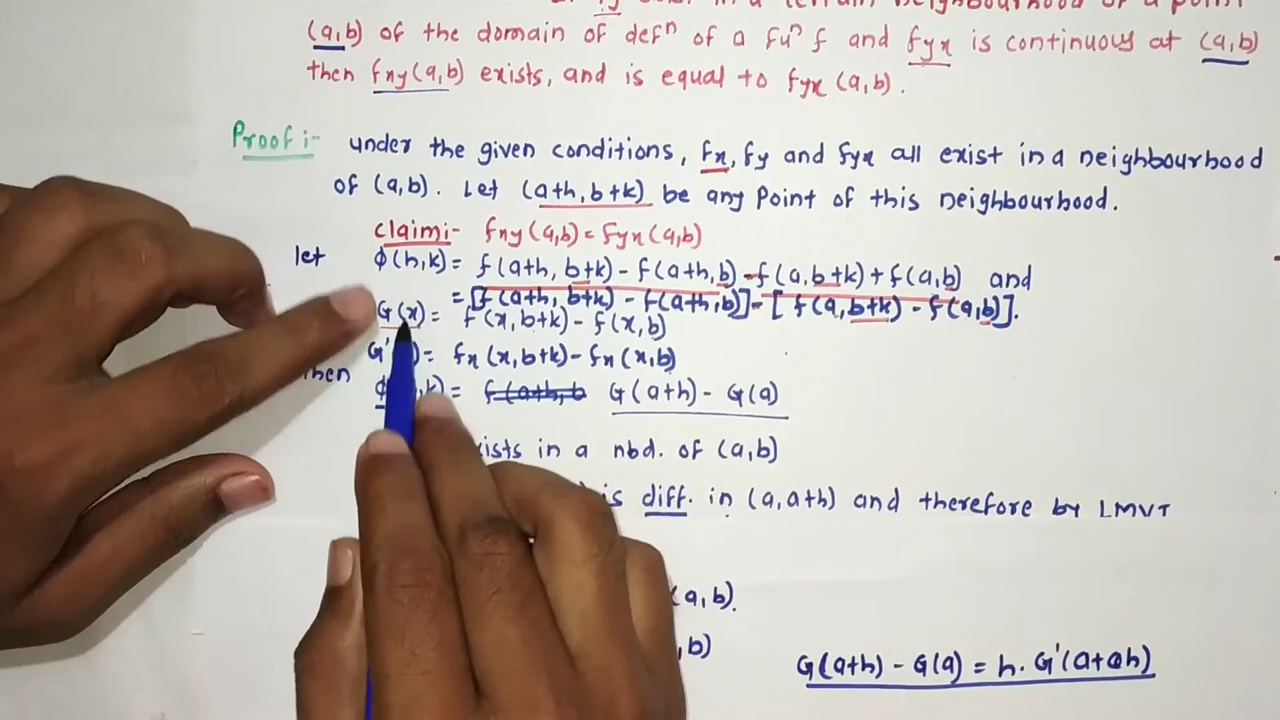 neighbourhood of a point
(a,b) of the domain of defⁿ of a fuⁿ f and fyx is continuous at (a,b)
then fxy(a,b) exists, and is equal to fyx (a,b).
Proof :- under the given conditions, fx, fy and fyx all exist in a neighbourhood
of (a,b). Let (a+h, b+k) be any Point of this neighbourhood.
claim:- fxy (a,b) = fyx(a,b)
let φ(h,k) = f(a+h, b+k) - f(a+h, b) - f(a,b+k) + f(a,b) and
= [f(a+h, b+k) - f(a+h,b)] - [f(a,b+k) - f(a,b)].
G(x) = f(x, b+k) - f(x,b)
G' = fx(x, b+k) - fx(x,b)
G(a+h) - G(a)
in a nbd. of (a,b)
is diff. in (a, a+h) and therefore by LMVT
(a,b).
,b)
G(a+h) - G(a) = h. G'(a+θh)